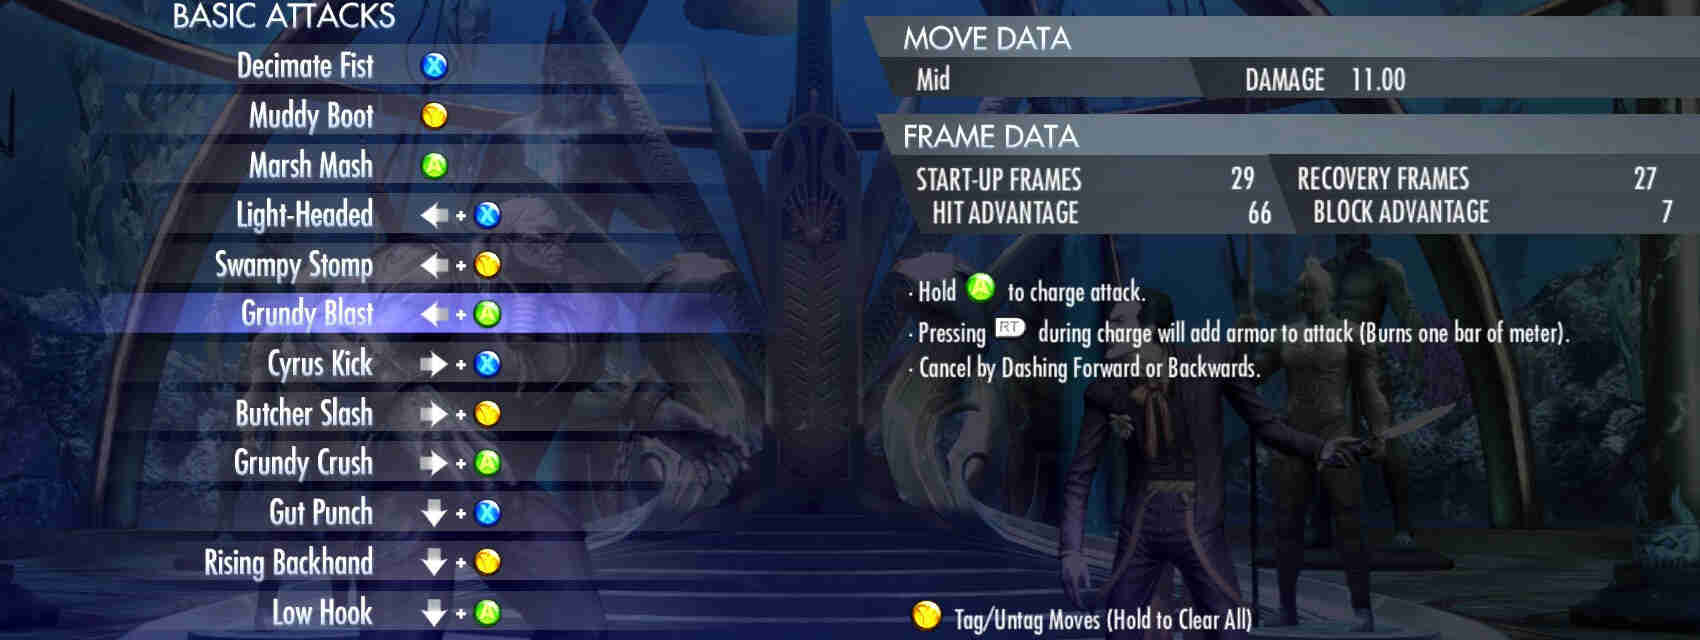 BASIC ATTACKS
Decimate Fist X
Muddy Boot Y
Marsh Mash A
Light-Headed + X
Swampy Stomp + Y
Grundy Blast + A
Cyrus Kick + X
Butcher Slash + Y
Grundy Crush + A
Gut Punch + X
Rising Backhand + Y
Low Hook + A
MOVE DATA
Mid DAMAGE 11.00
FRAME DATA
START-UP FRAMES 29 RECOVERY FRAMES 27
HIT ADVANTAGE 66 BLOCK ADVANTAGE 7
· Hold A to charge attack.
· Pressing RT during charge will add armor to attack (Burns one bar of meter).
· Cancel by Dashing Forward or Backwards.
Y Tag/Untag Moves (Hold to Clear All)